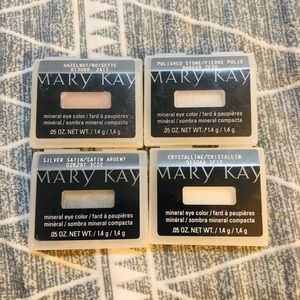 HAZELNUT/NOISETTE
MARY KAY
mineral eye color / fard à paupières
minéral / sombra mineral compacta
.05 OZ. NET WT. / 1,4 g / 1,4 g
POLISHED STONE/PIERRE POLIE
MARY KAY
mineral eye color / fard à paupières
minéral / sombra mineral compacta
.05 OZ. NET WT. / 1,4 g / 1,4 g
SILVER SATIN/SATIN ARGENT
MARY KAY
mineral eye color / fard à paupières
minéral / sombra mineral compacta
.05 OZ. NET WT. / 1,4 g / 1,4 g
CRYSTALLINE/CRISTALLIN
MARY KAY
mineral eye color / fard à paupières
minéral / sombra mineral compacta
.05 OZ. NET WT. / 1,4 g / 1,4 g